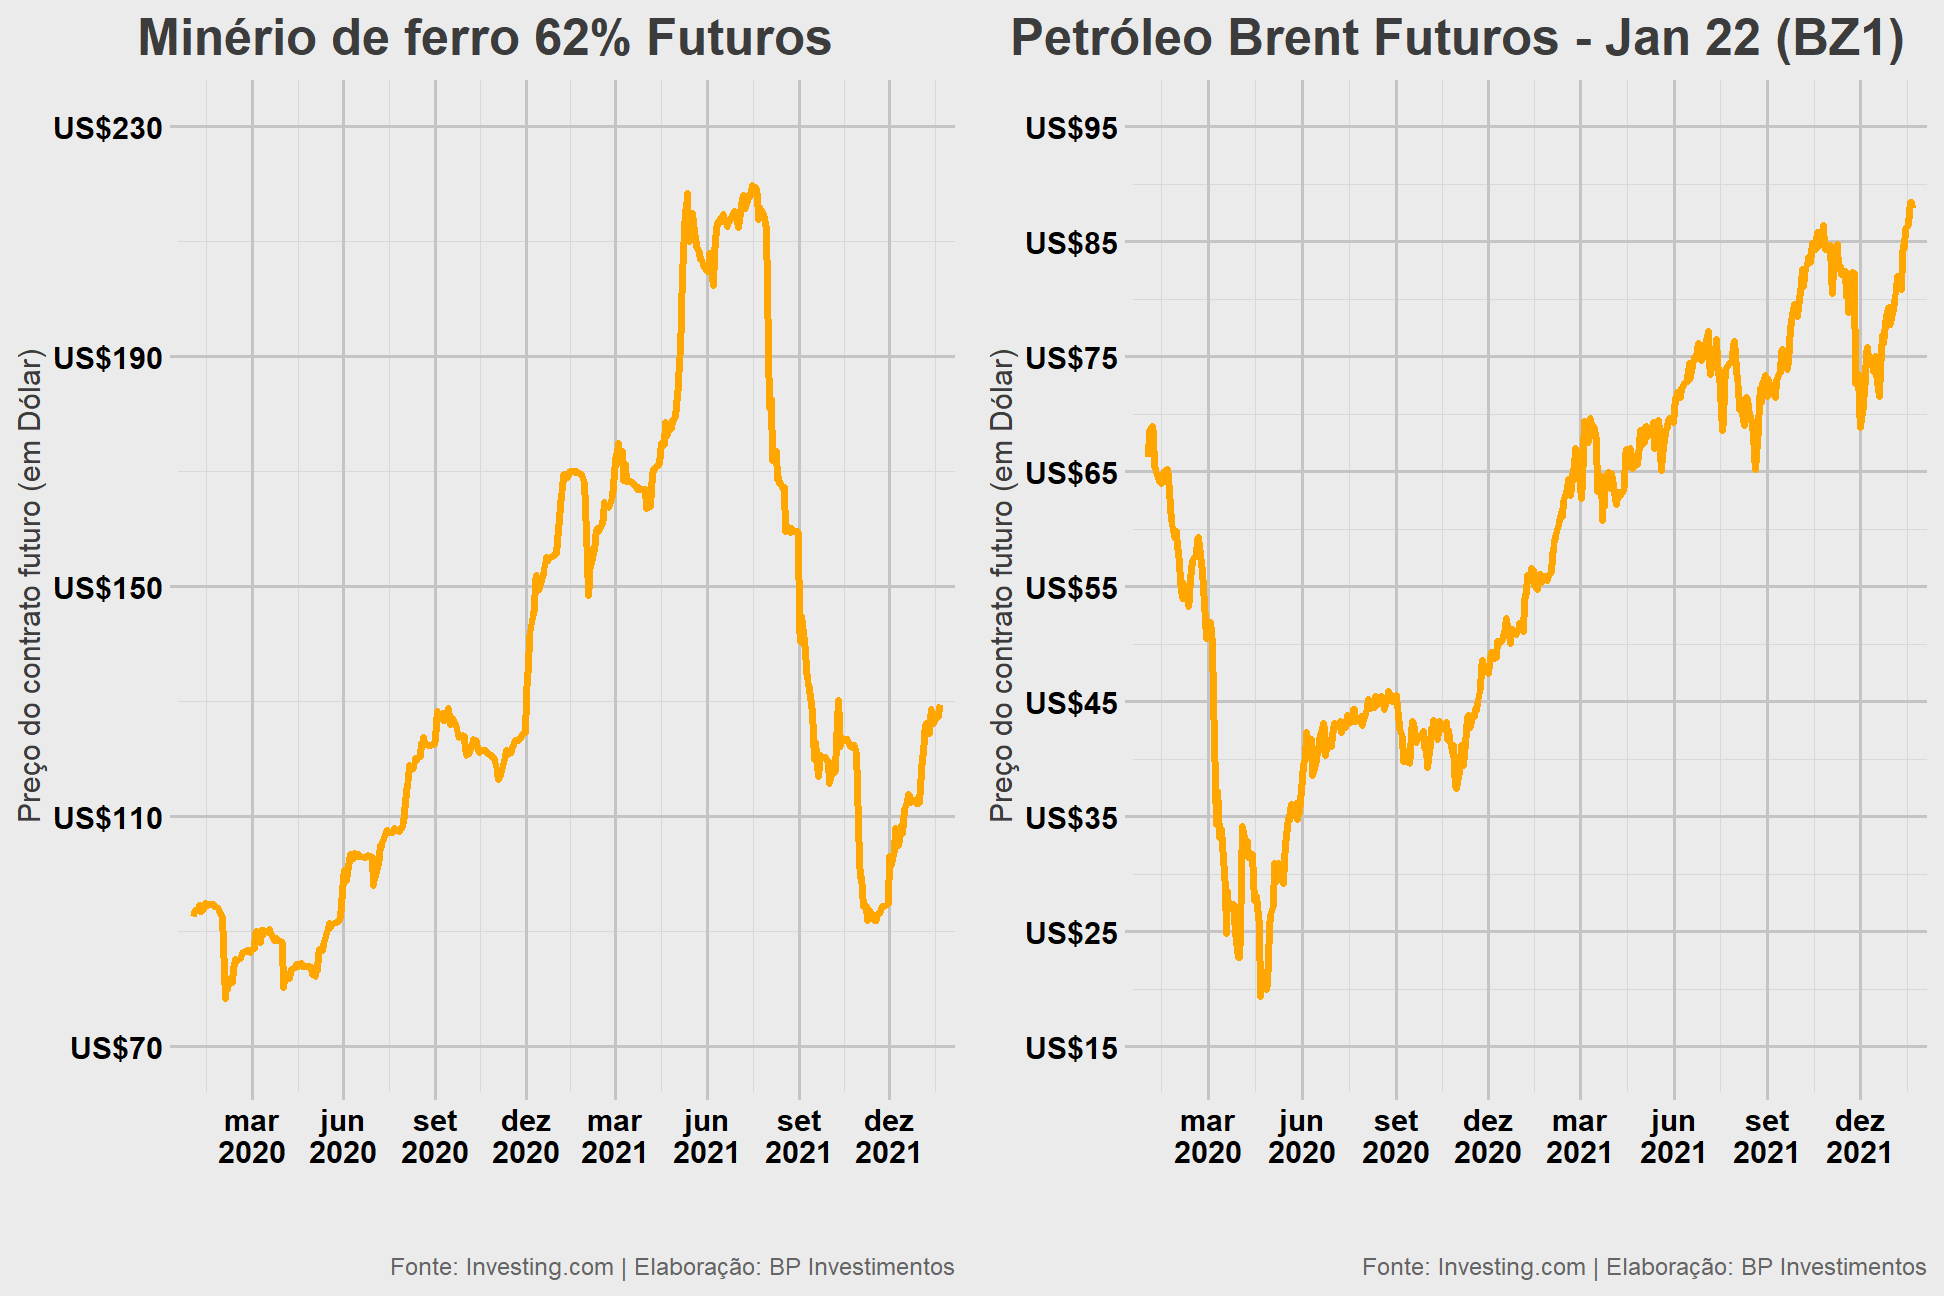 Minério de ferro 62% Futuros
Preço do contrato futuro (em Dólar)
US$230
US$190
US$150
US$110
US$70
mar
2020
jun
2020
set
2020
dez
2020
mar
2021
jun
2021
set
2021
dez
2021
Fonte: Investing.com | Elaboração: BP Investimentos
Petróleo Brent Futuros - Jan 22 (BZ1)
Preço do contrato futuro (em Dólar)
US$95
US$85
US$75
US$65
US$55
US$45
US$35
US$25
US$15
mar
2020
jun
2020
set
2020
dez
2020
mar
2021
jun
2021
set
2021
dez
2021
Fonte: Investing.com | Elaboração: BP Investimentos